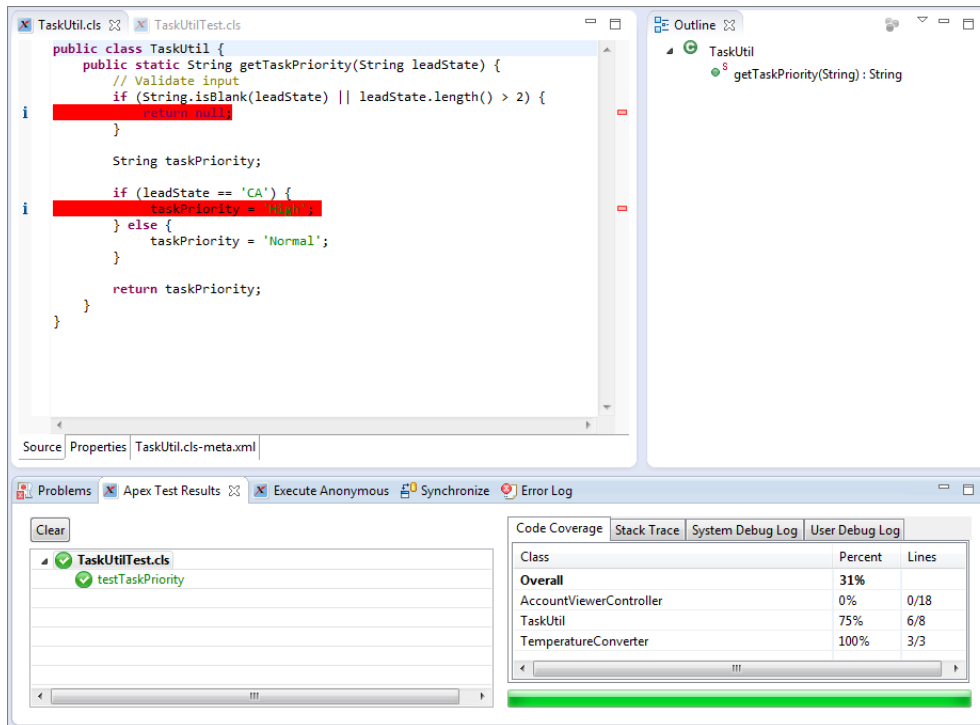 TaskUtil.cls TaskUtilTest.cls
public class TaskUtil {
    public static String getTaskPriority(String leadState) {
        // Validate input
        if (String.isBlank(leadState) || leadState.length() > 2) {
            return null;
        }

        String taskPriority;

        if (leadState == 'CA') {
             taskPriority = 'High';
        } else {
             taskPriority = 'Normal';
        }

        return taskPriority;
    }
}
Source Properties TaskUtil.cls-meta.xml
Outline
TaskUtil
getTaskPriority(String) : String
Problems Apex Test Results Execute Anonymous Synchronize Error Log
Clear
TaskUtilTest.cls
testTaskPriority
Code Coverage Stack Trace System Debug Log User Debug Log
Class Percent Lines
Overall 31%
AccountViewerController 0% 0/18
TaskUtil 75% 6/8
TemperatureConverter 100% 3/3